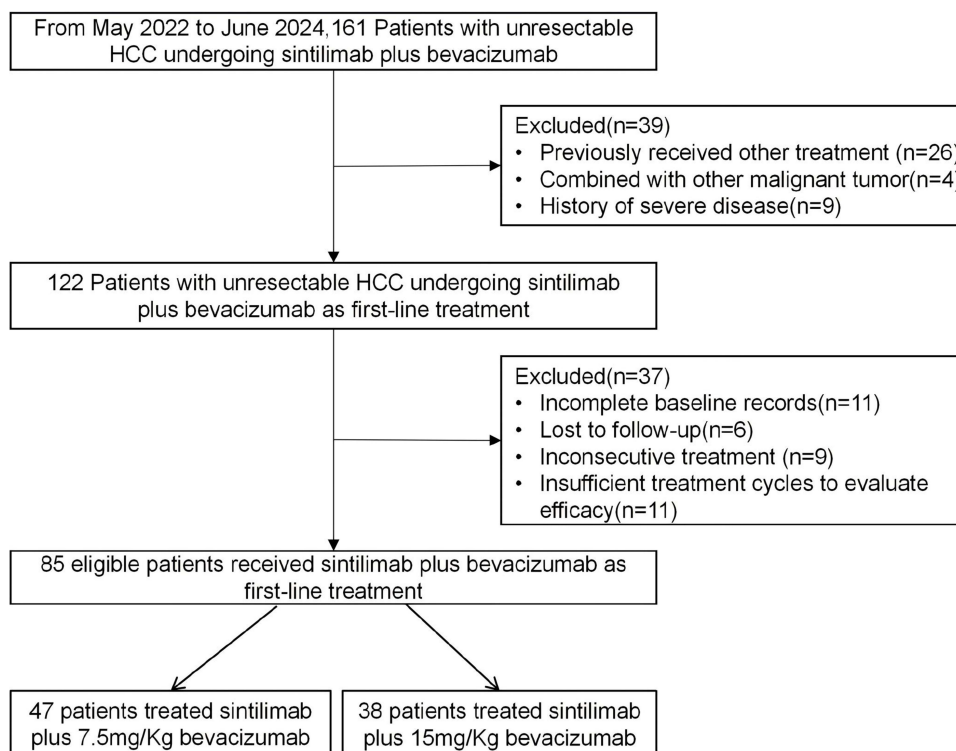 From May 2022 to June 2024,161 Patients with unresectable
HCC undergoing sintilimab plus bevacizumab
Excluded(n=39)
• Previously received other treatment (n=26)
• Combined with other malignant tumor(n=4)
• History of severe disease(n=9)
122 Patients with unresectable HCC undergoing sintilimab
plus bevacizumab as first-line treatment
Excluded(n=37)
• Incomplete baseline records(n=11)
• Lost to follow-up(n=6)
• Inconsecutive treatment (n=9)
• Insufficient treatment cycles to evaluate
efficacy(n=11)
85 eligible patients received sintilimab plus bevacizumab as
first-line treatment
47 patients treated sintilimab
plus 7.5mg/Kg bevacizumab
38 patients treated sintilimab
plus 15mg/Kg bevacizumab